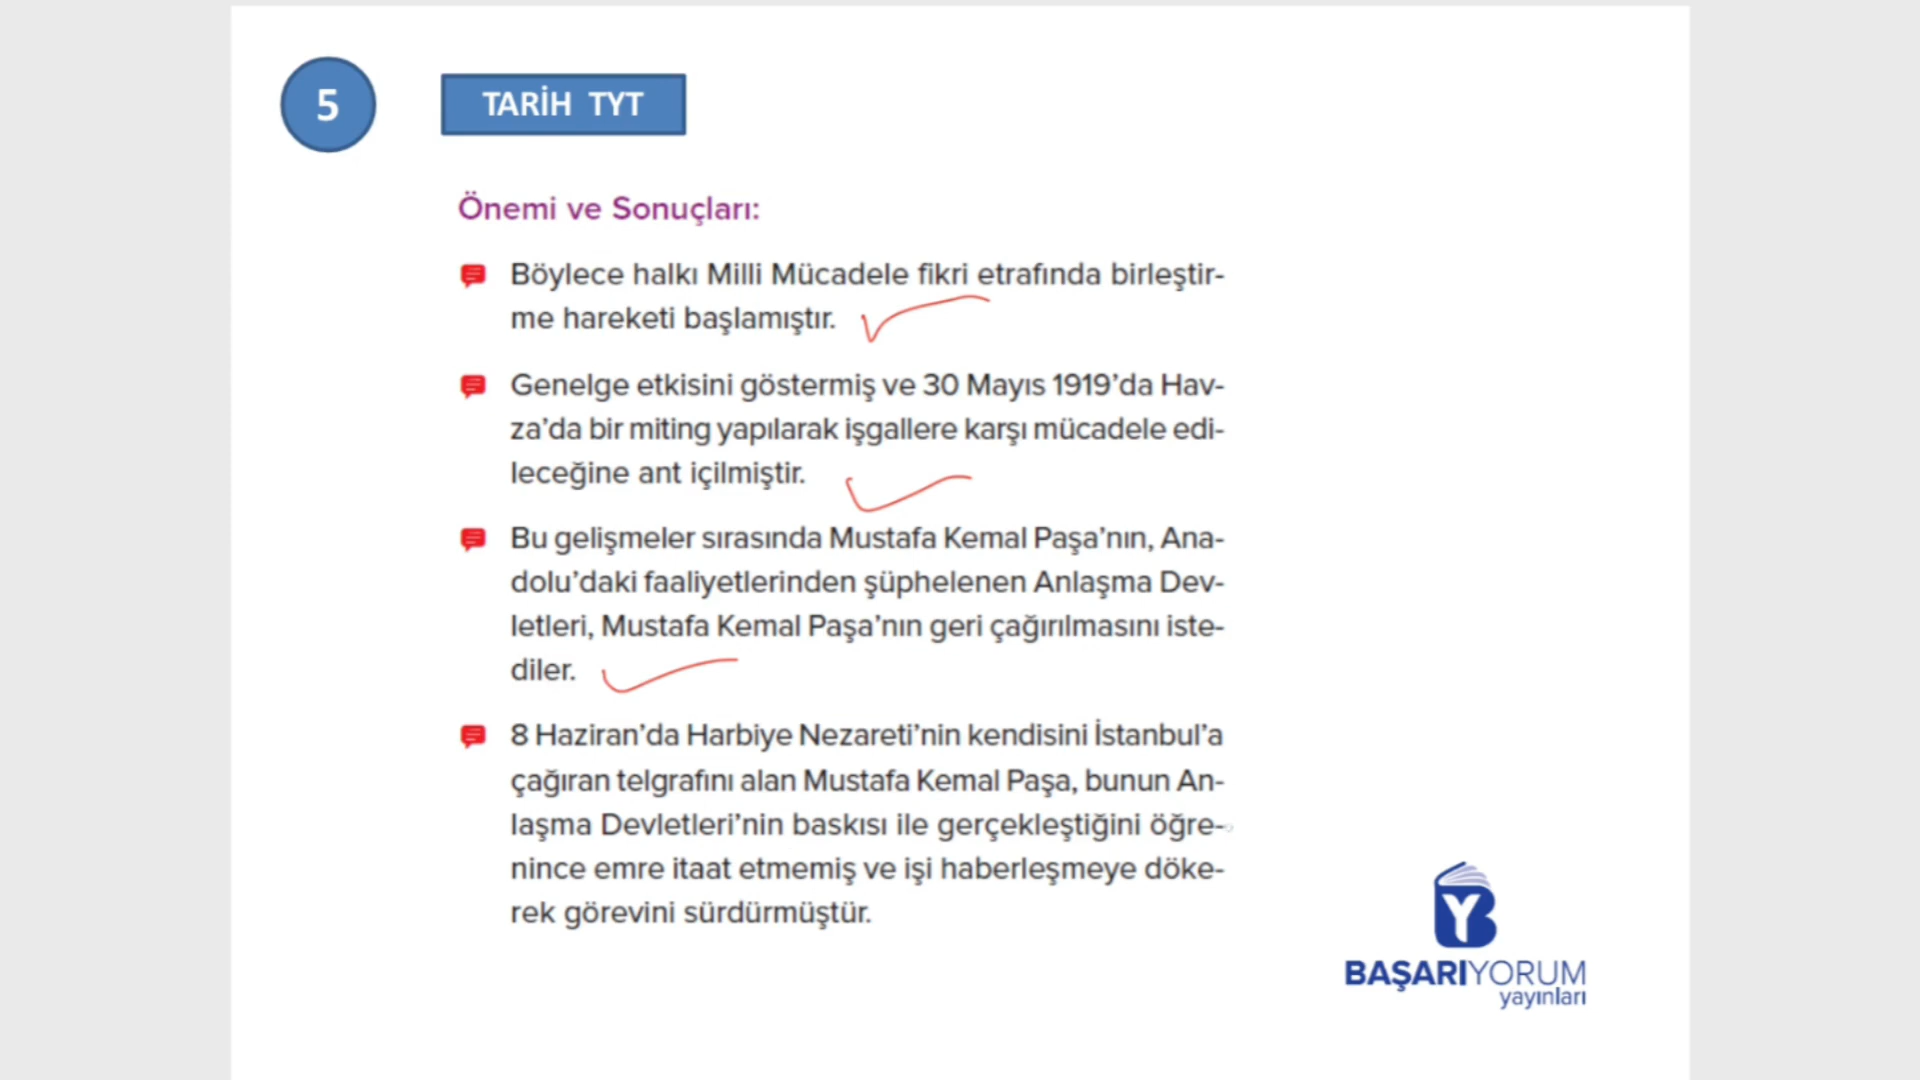 5
TARİH TYT
Önemi ve Sonuçları:
Böylece halkı Milli Mücadele fikri etrafında birleştir-
me hareketi başlamıştır.
Genelge etkisini göstermiş ve 30 Mayıs 1919’da Hav-
za’da bir miting yapılarak işgallere karşı mücadele edi-
leceğine ant içilmiştir.
Bu gelişmeler sırasında Mustafa Kemal Paşa’nın, Ana-
dolu’daki faaliyetlerinden şüphelenen Anlaşma Dev-
letleri, Mustafa Kemal Paşa’nın geri çağırılmasını iste-
diler.
8 Haziran’da Harbiye Nezareti’nin kendisini İstanbul’a
çağıran telgrafını alan Mustafa Kemal Paşa, bunun An-
laşma Devletleri’nin baskısı ile gerçekleştiğini öğre-
nince emre itaat etmemiş ve işi haberleşmeye döke-
rek görevini sürdürmüştür.
BY
BAŞARIYORUM
yayınları